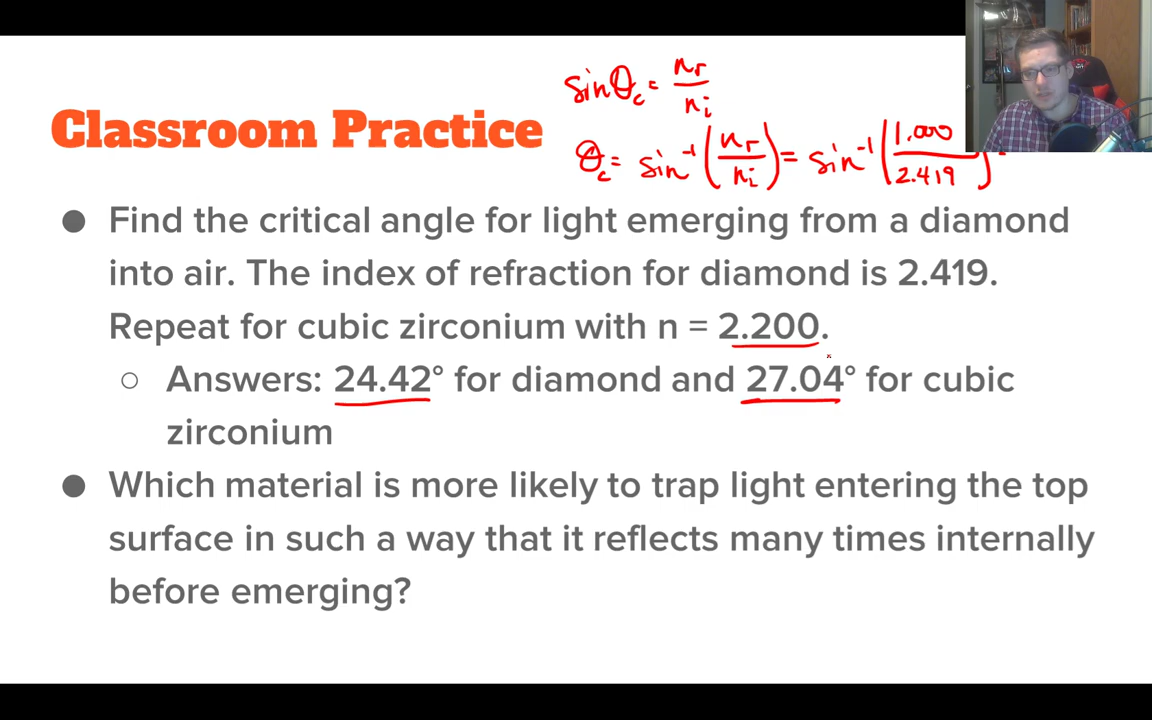 sinθc = nr/ni
Classroom Practice
θc = sin⁻¹(nr/ni) = sin⁻¹(1.000/2.419) =
● Find the critical angle for light emerging from a diamond
into air. The index of refraction for diamond is 2.419.
Repeat for cubic zirconium with n = 2.200.
○ Answers: 24.42° for diamond and 27.04° for cubic
zirconium
● Which material is more likely to trap light entering the top
surface in such a way that it reflects many times internally
before emerging?